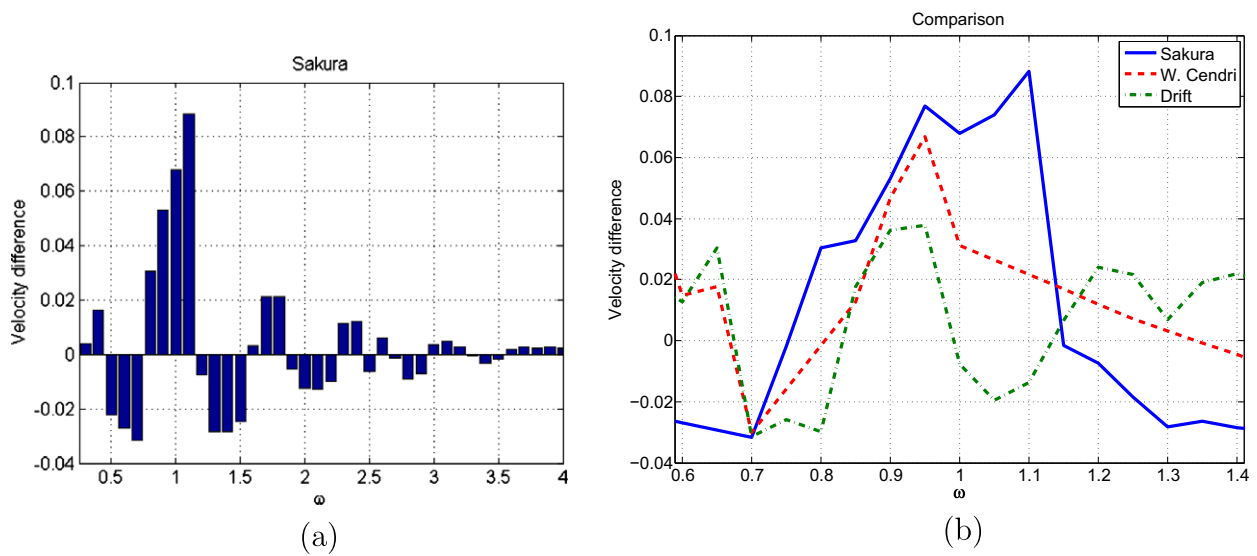 Sakura
0.1
0.08
0.06
0.04
0.02
0
-0.02
-0.04
Velocity difference
0.5 1 1.5 2 2.5 3 3.5 4
ω
(a)
Comparison
0.1
0.08
0.06
0.04
0.02
0
−0.02
−0.04
Velocity difference
0.6 0.7 0.8 0.9 1 1.1 1.2 1.3 1.4
ω
Sakura
W. Cendri
Drift
(b)